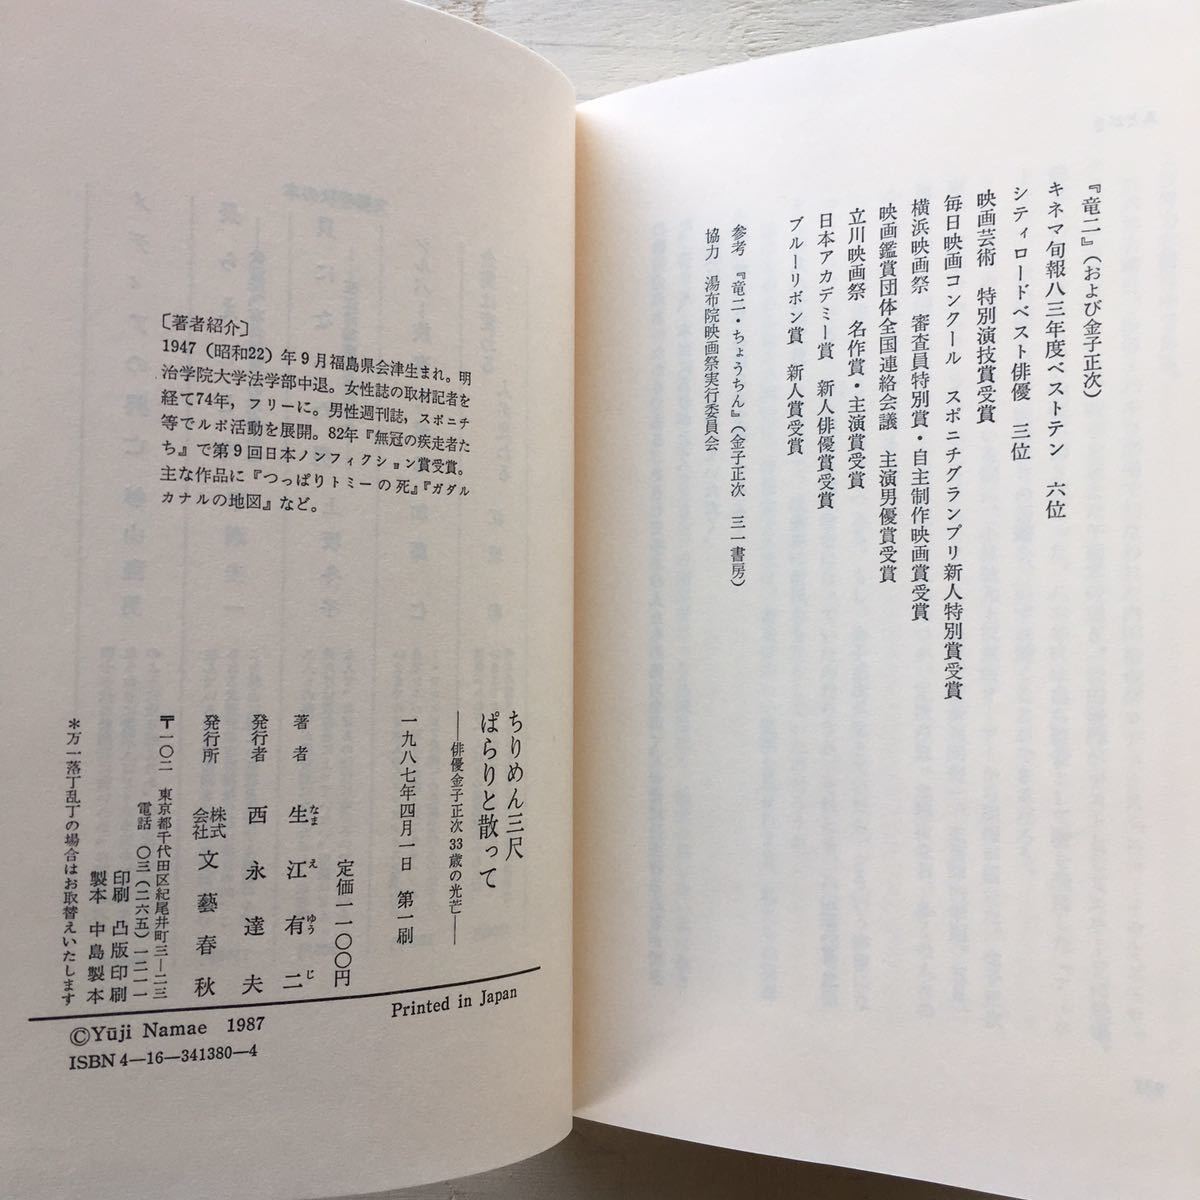 『竜二』(および金子正次)
キネマ旬報八三年度ベストテン　六位
シティロードベスト俳優　三位
映画芸術　特別演技賞受賞
毎日映画コンクール　スポニチグランプリ新人特別賞受賞
横浜映画祭　審査員特別賞・自主制作映画賞受賞
映画鑑賞団体全国連絡会議　主演男優賞受賞
立川映画祭　名作賞・主演賞受賞
日本アカデミー賞　新人俳優賞受賞
ブルーリボン賞　新人賞受賞
参考　『竜二・ちょうちん』(金子正次　三一書房)
協力　湯布院映画祭実行委員会
〔著者紹介〕
1947（昭和22）年9月福島県会津生まれ。明
治学院大学法学部中退。女性誌の取材記者を
経て74年，フリーに。男性週刊誌，スポニチ
等でルポ活動を展開。82年『無冠の疾走者た
ち』で第9回日本ノンフィクション賞受賞。
主な作品に『つっぱりトミーの死』『ガダル
カナルの地図』など。
ちりめん三尺
ぱらりと散って
――俳優金子正次33歳の光芒――
一九八七年四月一日　第一刷
定価一一〇〇円
著者　生江有二
なまえゆうじ
発行者　西永達夫
発行所　株式会社文藝春秋
〒一〇二　東京都千代田区紀尾井町三―二三
電話　〇三(二六五)一二一一
印刷　凸版印刷
製本　中島製本
＊万一落丁乱丁の場合はお取替えいたします
Printed in Japan
©Yūji Namae 1987
ISBN4―16―341380―4